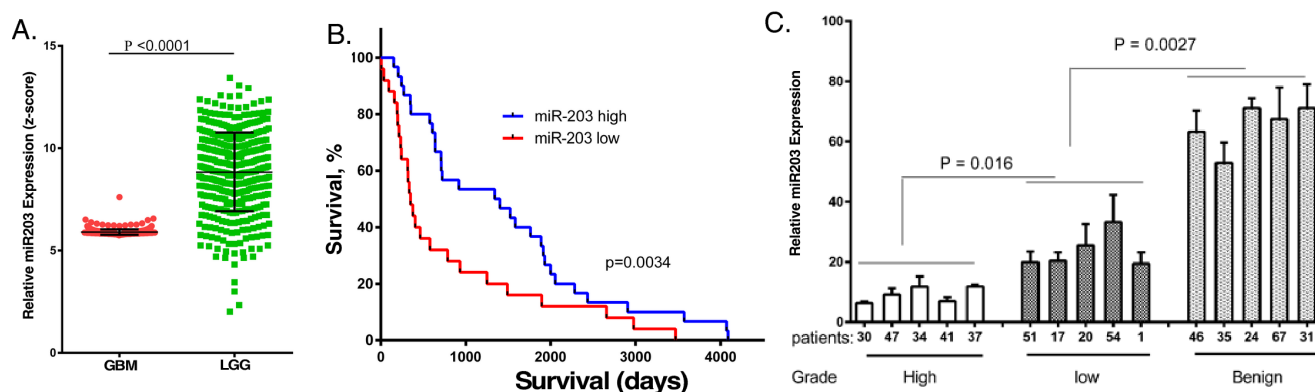 A.
P <0.0001
Relative miR203 Expression (z-score)
15
10
5
0
GBM LGG
B.
Survival, %
100
80
60
40
20
0
miR-203 high
miR-203 low
p=0.0034
0 1000 2000 3000 4000
Survival (days)
C.
Relative miR203 Expression
100
80
60
40
20
0
P = 0.0027
P = 0.016
patients: 30 47 34 41 37 51 17 20 54 1 46 35 24 67 31
Grade High low Benign